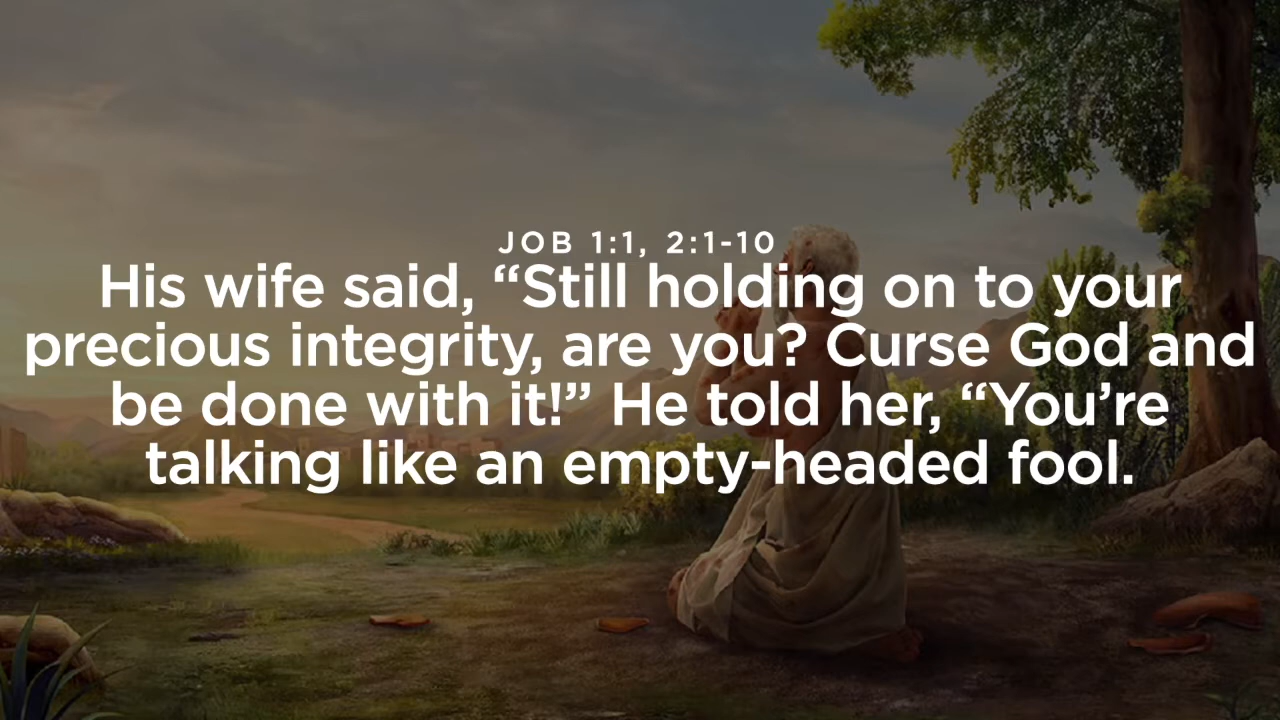 JOB 1:1, 2:1-10
His wife said, “Still holding on to your
precious integrity, are you? Curse God and
be done with it!” He told her, “You’re
talking like an empty-headed fool.